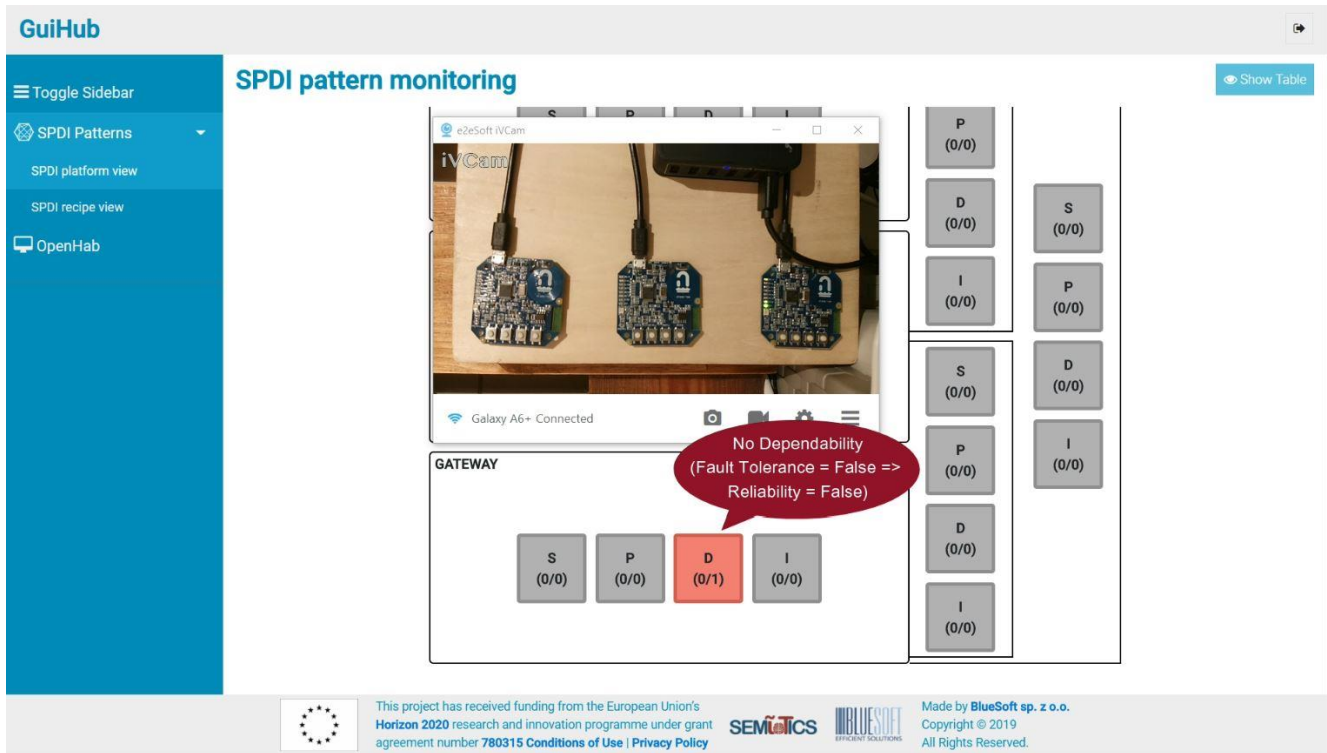 GuiHub
Toggle Sidebar
SPDI Patterns
SPDI platform view
SPDI recipe view
OpenHab
SPDI pattern monitoring
Show Table
S P D I
e2eSoft iVCam
iVCam
Galaxy A6+ Connected
No Dependability
(Fault Tolerance = False =>
Reliability = False)
GATEWAY
S
(0/0)
P
(0/0)
D
(0/1)
I
(0/0)
P
(0/0)
D
(0/0)
I
(0/0)
S
(0/0)
P
(0/0)
D
(0/0)
I
(0/0)
S
(0/0)
P
(0/0)
D
(0/0)
I
(0/0)
This project has received funding from the European Union's
Horizon 2020 research and innovation programme under grant
agreement number 780315 Conditions of Use | Privacy Policy
SEMIoTICS
BLUESOFT
EFFICIENT SOLUTIONS
Made by BlueSoft sp. z o.o.
Copyright © 2019
All Rights Reserved.